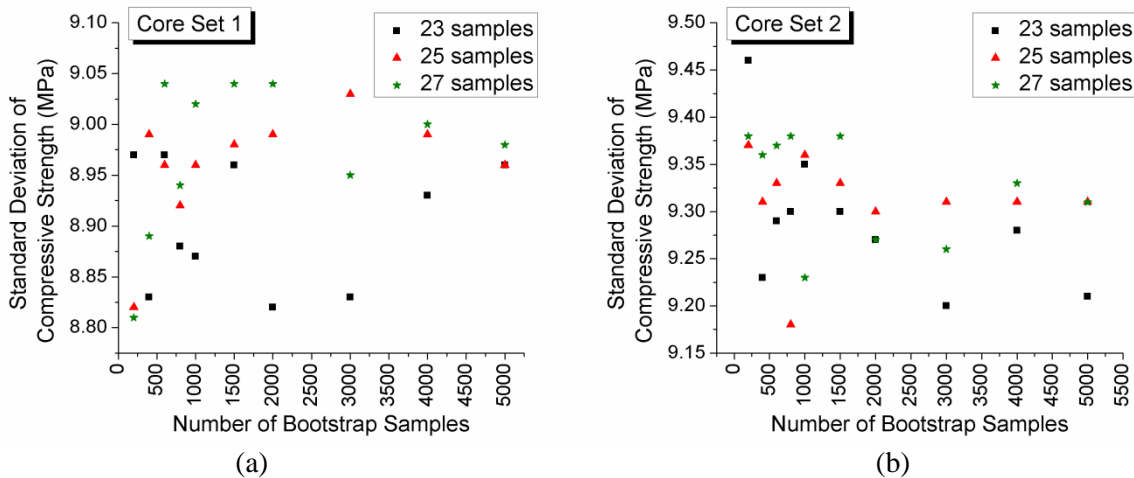 Core Set 1
23 samples
25 samples
27 samples
Standard Deviation of
Compressive Strength (MPa)
9.10
9.05
9.00
8.95
8.90
8.85
8.80
0
500
1000
1500
2000
2500
3000
3500
4000
4500
5000
Number of Bootstrap Samples
(a)
Core Set 2
23 samples
25 samples
27 samples
Standard Deviation of
Compressive Strength (MPa)
9.50
9.45
9.40
9.35
9.30
9.25
9.20
9.15
0
500
1000
1500
2000
2500
3000
3500
4000
4500
5000
5500
Number of Bootstrap Samples
(b)